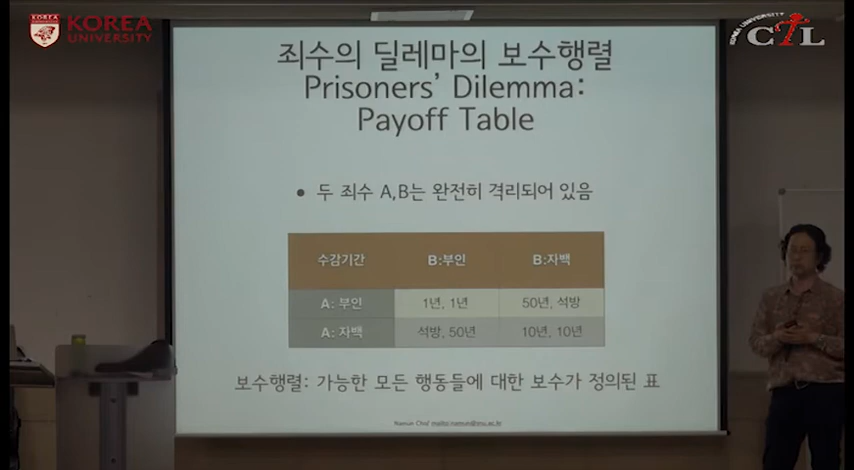 KOREA
UNIVERSITY
KOREA UNIVERSITY
CTL
죄수의 딜레마의 보수행렬
Prisoners’ Dilemma:
Payoff Table
● 두 죄수 A,B는 완전히 격리되어 있음
수감기간 B:부인 B:자백
A: 부인 1년, 1년 50년, 석방
A: 자백 석방, 50년 10년, 10년
보수행렬: 가능한 모든 행동들에 대한 보수가 정의된 표